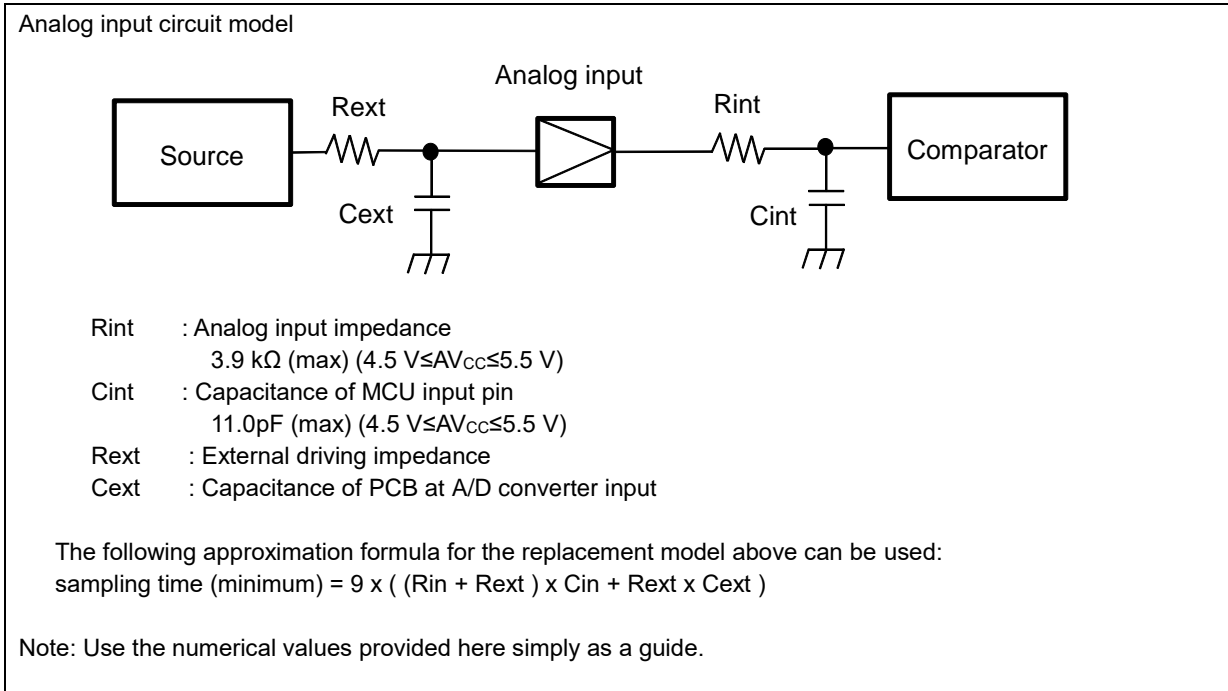 Analog input circuit model
Analog input
Rext
Rint
Source
Comparator
Cext
Cint
Rint : Analog input impedance
3.9 kΩ (max) (4.5 V≤AVCC≤5.5 V)
Cint : Capacitance of MCU input pin
11.0pF (max) (4.5 V≤AVCC≤5.5 V)
Rext : External driving impedance
Cext : Capacitance of PCB at A/D converter input
The following approximation formula for the replacement model above can be used:
sampling time (minimum) = 9 x ( (Rin + Rext ) x Cin + Rext x Cext )
Note: Use the numerical values provided here simply as a guide.